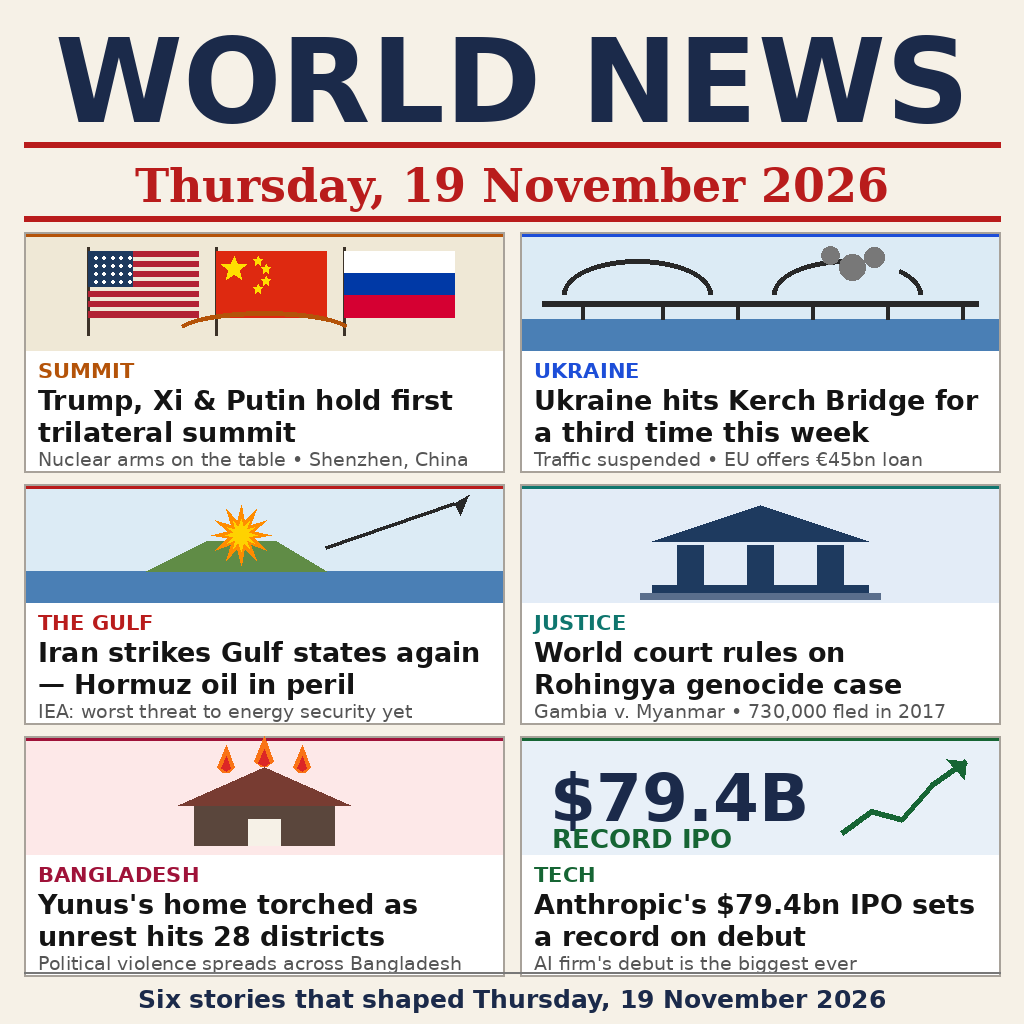 WORLD NEWS
Thursday, 19 November 2026
SUMMIT
Trump, Xi & Putin hold first
trilateral summit
Nuclear arms on the table • Shenzhen, China
UKRAINE
Ukraine hits Kerch Bridge for
a third time this week
Traffic suspended • EU offers €45bn loan
THE GULF
Iran strikes Gulf states again
— Hormuz oil in peril
IEA: worst threat to energy security yet
JUSTICE
World court rules on
Rohingya genocide case
Gambia v. Myanmar • 730,000 fled in 2017
BANGLADESH
Yunus's home torched as
unrest hits 28 districts
Political violence spreads across Bangladesh
$79.4B
RECORD IPO
TECH
Anthropic's $79.4bn IPO sets
a record on debut
AI firm's debut is the biggest ever
Six stories that shaped Thursday, 19 November 2026